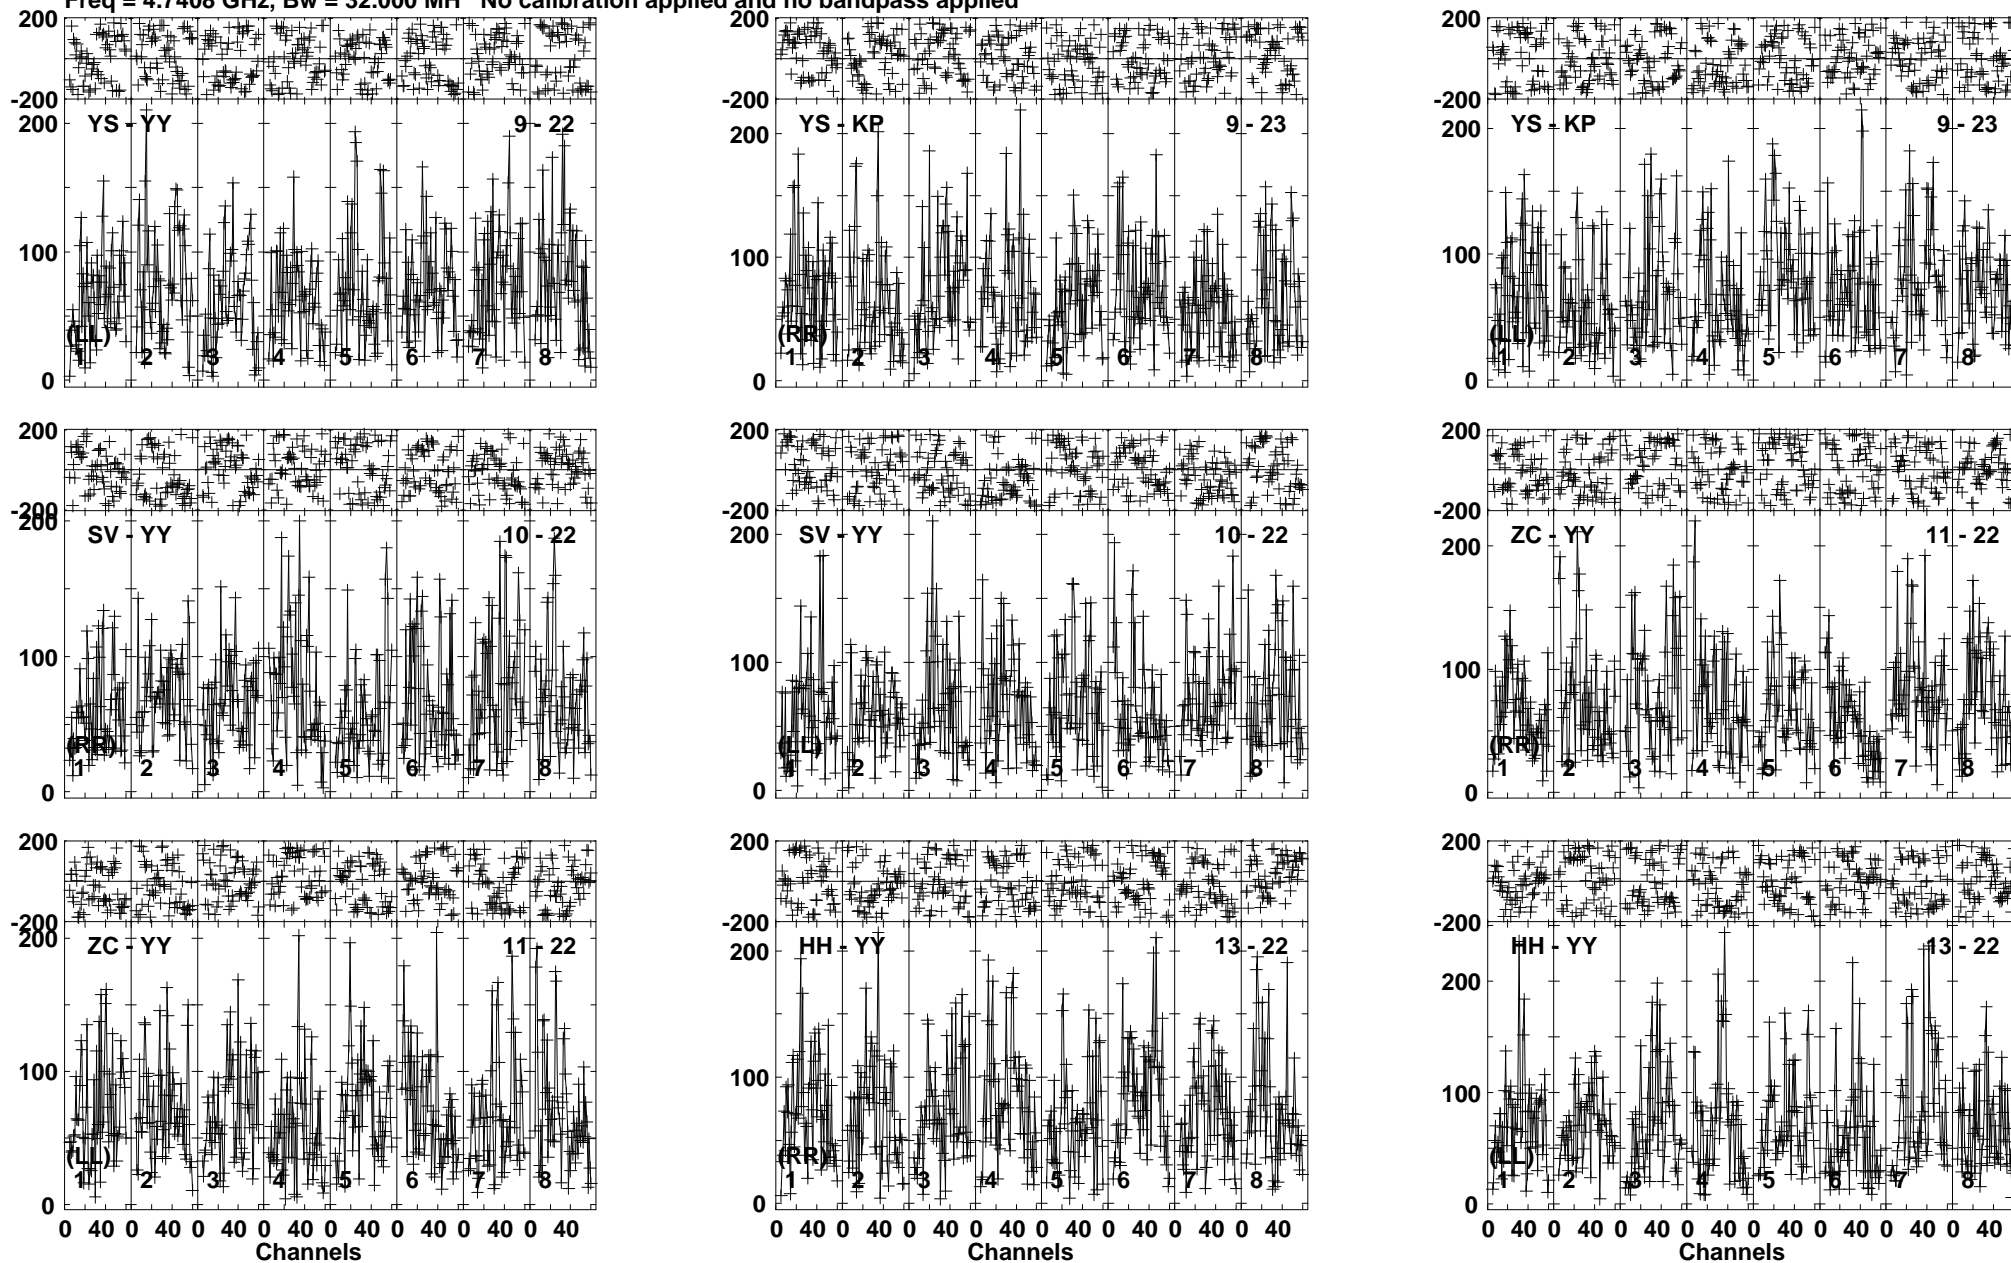 Freq = 4.7408 GHz, Bw = 32.000 MH No calibration applied and no bandpass applied
200 200 200
-200 -200 -200
YS - YY 9 - 22 YS - KP 9 - 23 YS - KP 9 - 23
200 200 200
100 100 100
(LL) (RR) (LL)
1 2 3 4 5 6 7 8 1 2 3 4 5 6 7 8 1 2 3 4 5 6 7 8
0 0 0
200 200 200
-200 -200 -200
SV - YY 10 - 22 SV - YY 10 - 22 ZC - YY 11 - 22
200 200 200
100 100 100
(RR) (LL) (RR)
1 2 3 4 5 6 7 8 1 2 3 4 5 6 7 8 1 2 3 4 5 6 7 8
0 0 0
200 200 200
-200 -200 -200
ZC - YY 11 - 22 HH - YY 13 - 22 HH - YY 13 - 22
200 200 200
100 100 100
(LL) (RR) (LL)
1 2 3 4 5 6 7 8 1 2 3 4 5 6 7 8 1 2 3 4 5 6 7 8
0 0 0
0 40 0 40 0 40 0 40 0 40 0 40 0 40 0 40 0 40 0 40 0 40 0 40 0 40 0 40 0 40 0 40 0 40 0 40 0 40 0 40 0 40 0 40 0 40 0 40
Channels Channels Channels